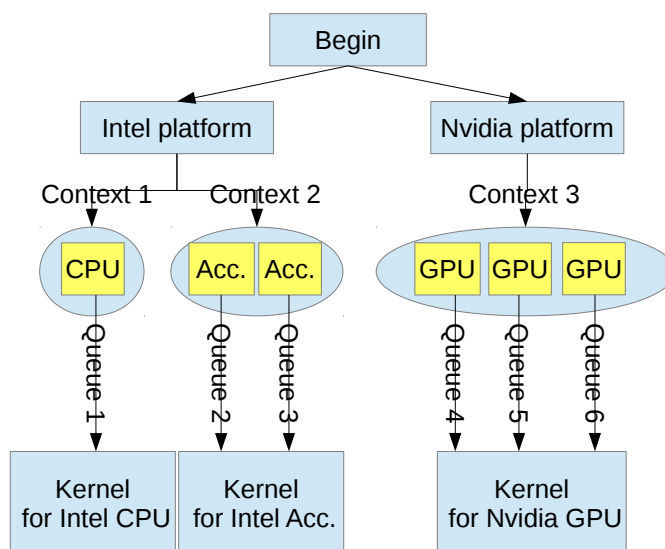 Begin
Intel platform
Nvidia platform
Context 1
Context 2
Context 3
CPU
Acc.
Acc.
GPU
GPU
GPU
Queue 1
Queue 2
Queue 3
Queue 4
Queue 5
Queue 6
Kernel
for Intel CPU
Kernel
for Intel Acc.
Kernel
for Nvidia GPU